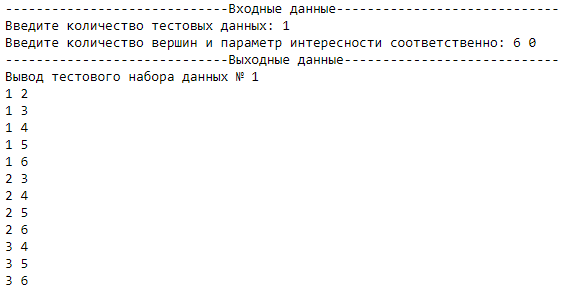 -----------------------------Входные данные-----------------------------
Введите количество тестовых данных: 1
Введите количество вершин и параметр интересности соответственно: 6 0
-----------------------------Выходные данные----------------------------
Вывод тестового набора данных № 1
1 2
1 3
1 4
1 5
1 6
2 3
2 4
2 5
2 6
3 4
3 5
3 6